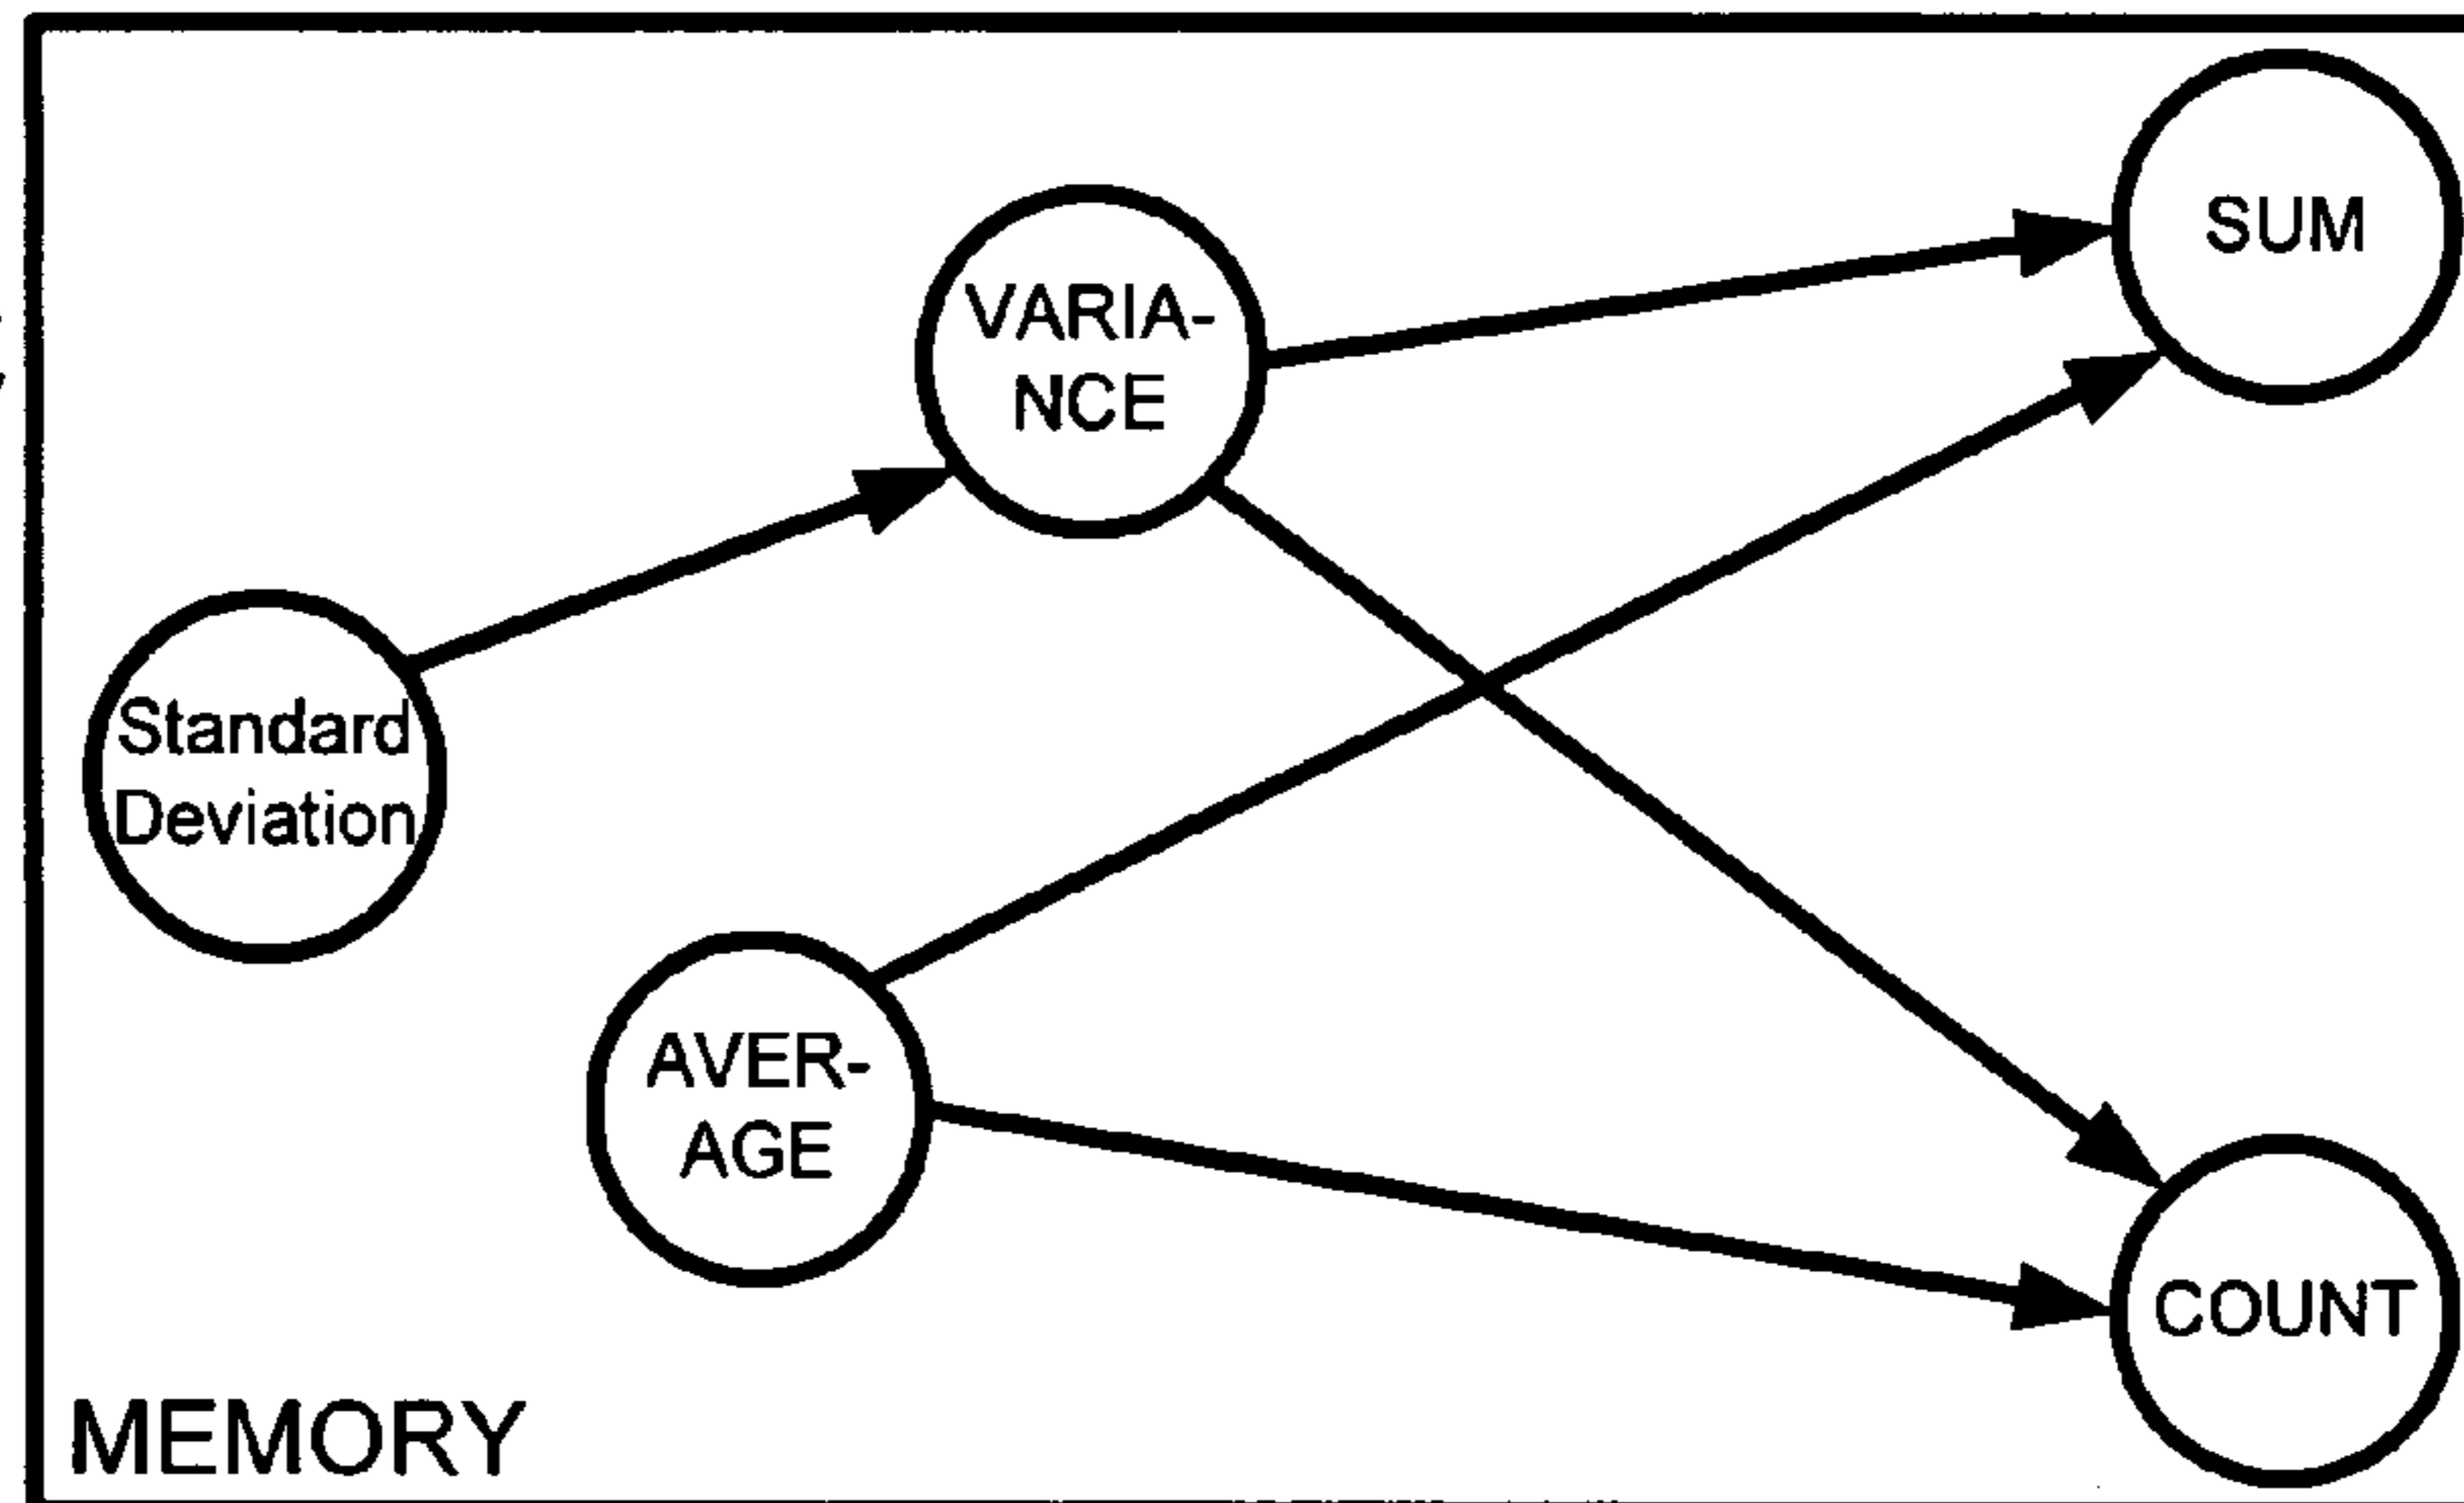 SUM
VARIA-
NCE
Standard
Deviation
AVER-
AGE
COUNT
MEMORY